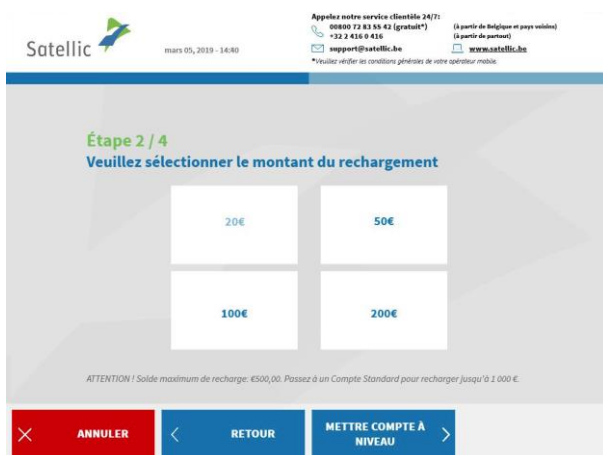 Satellic
mars 05, 2019 - 14:40
Appelez notre service clientèle 24/7:
00800 72 83 55 42 (gratuit*) (à partir de Belgique et pays voisins)
+32 2 416 0 416 (à partir de partout)
support@satellic.be www.satellic.be
*Veuillez vérifier les conditions générales de votre opérateur mobile.
Étape 2 / 4
Veuillez sélectionner le montant du rechargement
20€ 50€
100€ 200€
ATTENTION ! Solde maximum de recharge: €500,00. Passez à un Compte Standard pour recharger jusqu'à 1 000 €.
ANNULER RETOUR METTRE COMPTE À
NIVEAU